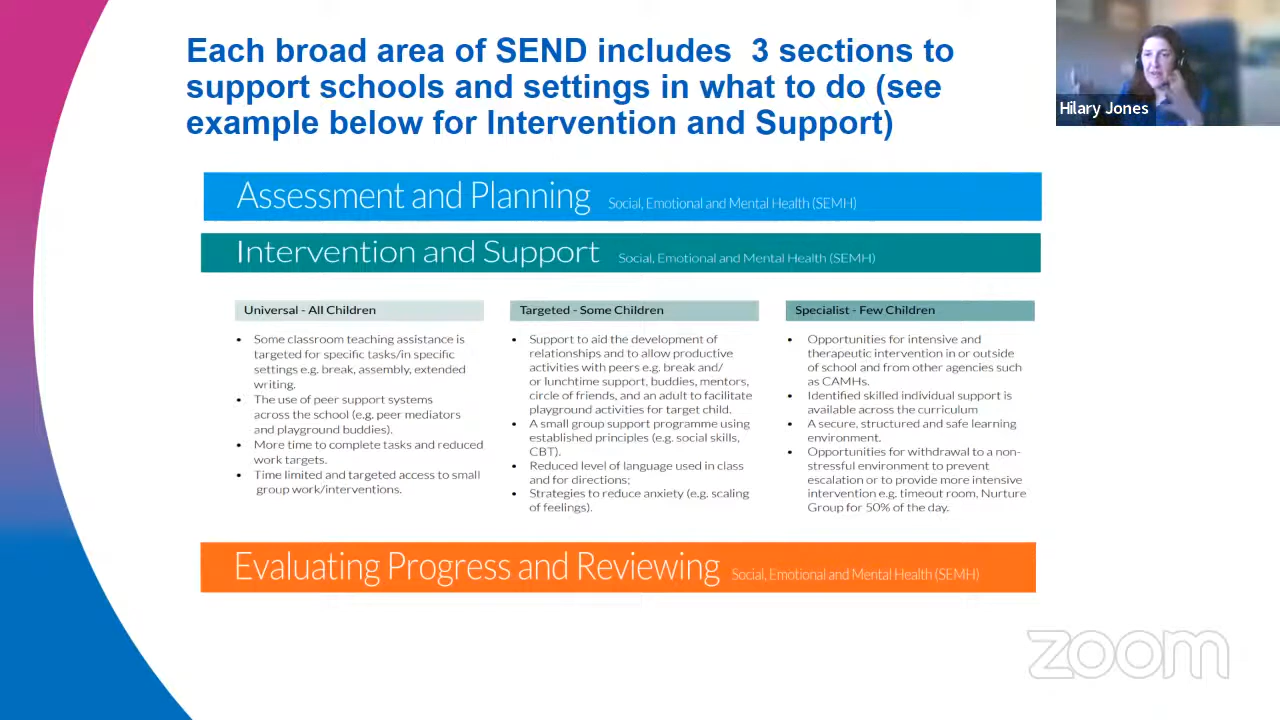 Each broad area of SEND includes  3 sections to
support schools and settings in what to do (see
example below for Intervention and Support)
Hilary Jones
Assessment and Planning Social, Emotional and Mental Health (SEMH)
Intervention and Support Social, Emotional and Mental Health (SEMH)
Universal - All Children
• Some classroom teaching assistance is
targeted for specific tasks/in specific
settings e.g. break, assembly, extended
writing.
• The use of peer support systems
across the school (e.g. peer mediators
and playground buddies).
• More time to complete tasks and reduced
work targets.
• Time limited and targeted access to small
group work/interventions.
Targeted - Some Children
• Support to aid the development of
relationships and to allow productive
activities with peers e.g. break and/
or lunchtime support, buddies, mentors,
circle of friends, and an adult to facilitate
playground activities for target child.
• A small group support programme using
established principles (e.g. social skills,
CBT).
• Reduced level of language used in class
and for directions;
• Strategies to reduce anxiety (e.g. scaling
of feelings).
Specialist - Few Children
• Opportunities for intensive and
therapeutic intervention in or outside
of school and from other agencies such
as CAMHs.
• Identified skilled individual support is
available across the curriculum
• A secure, structured and safe learning
environment.
• Opportunities for withdrawal to a non-
stressful environment to prevent
escalation or to provide more intensive
intervention e.g. timeout room, Nurture
Group for 50% of the day.
Evaluating Progress and Reviewing Social, Emotional and Mental Health (SEMH)
zoom